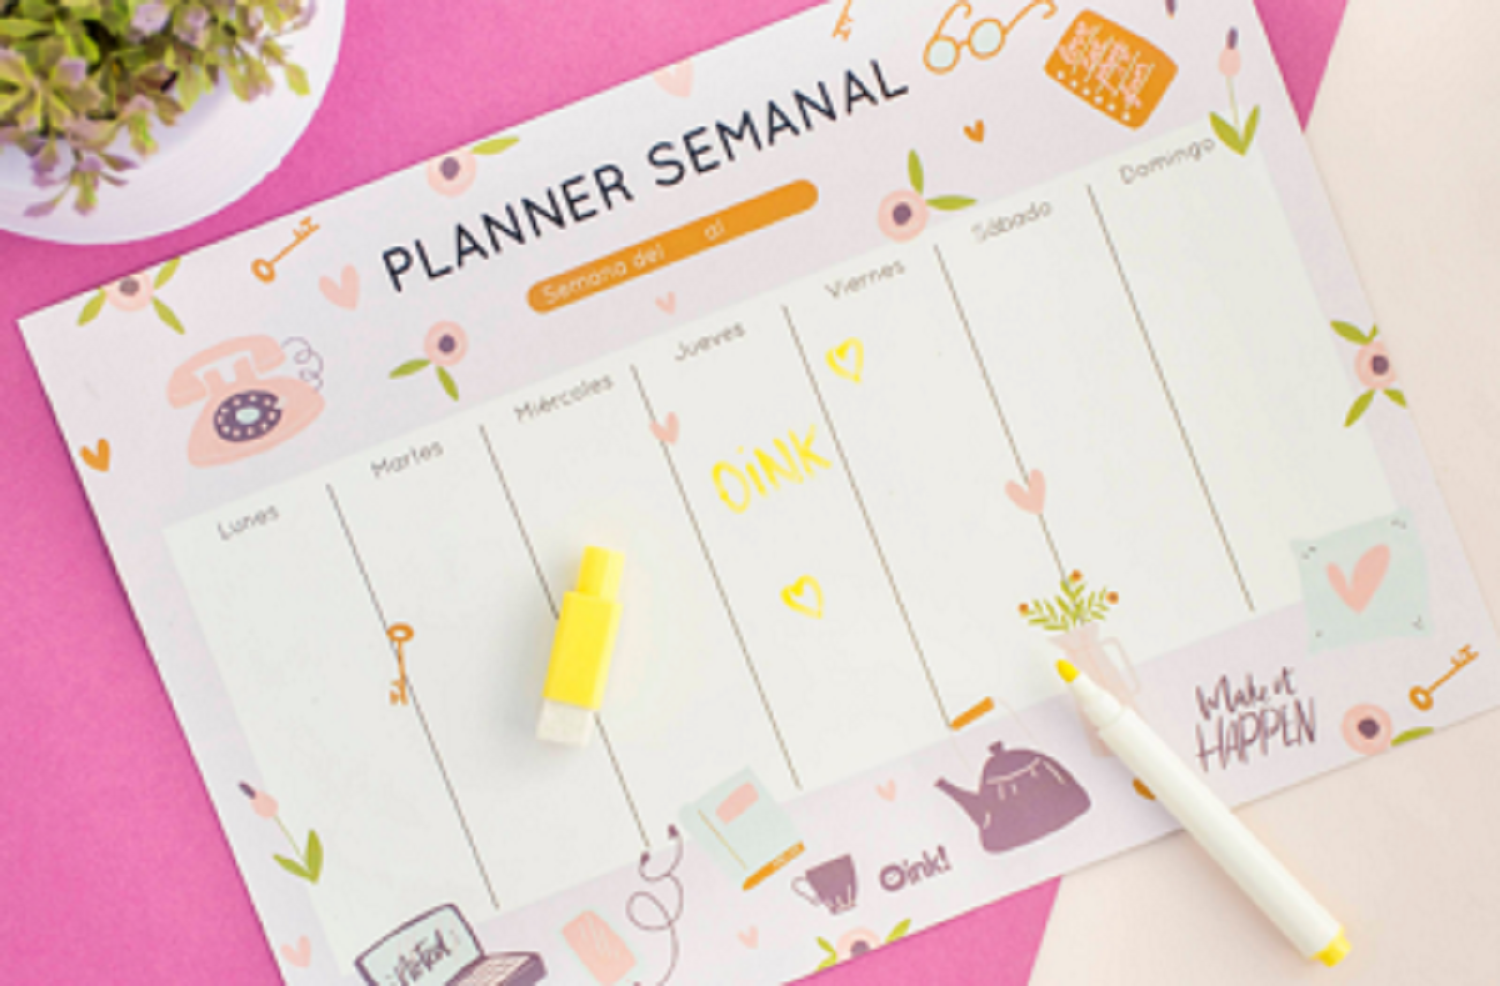 PLANNER SEMANAL
Semana del al
Lunes
Martes
Miércoles
Jueves
Viernes
Sábado
Domingo
OiNK
Make it
HAPPEN
Oink!